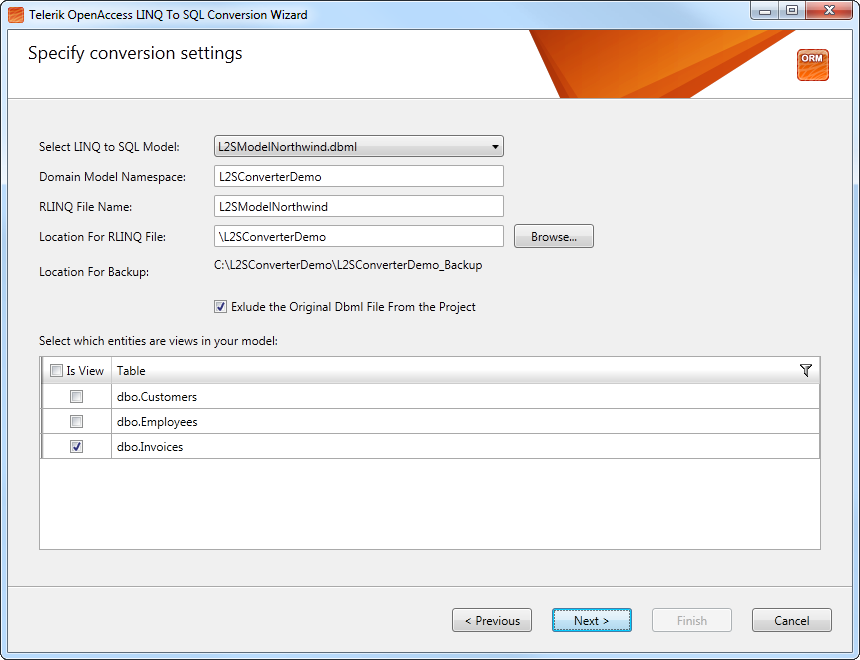 Telerik OpenAccess LINQ To SQL Conversion Wizard
Specify conversion settings
ORM
Select LINQ to SQL Model: L2SModelNorthwind.dbml
Domain Model Namespace: L2SConverterDemo
RLINQ File Name: L2SModelNorthwind
Location For RLINQ File: \L2SConverterDemo Browse...
Location For Backup: C:\L2SConverterDemo\L2SConverterDemo_Backup
Exlude the Original Dbml File From the Project
Select which entities are views in your model:
Is View Table
dbo.Customers
dbo.Employees
dbo.Invoices
< Previous Next > Finish Cancel